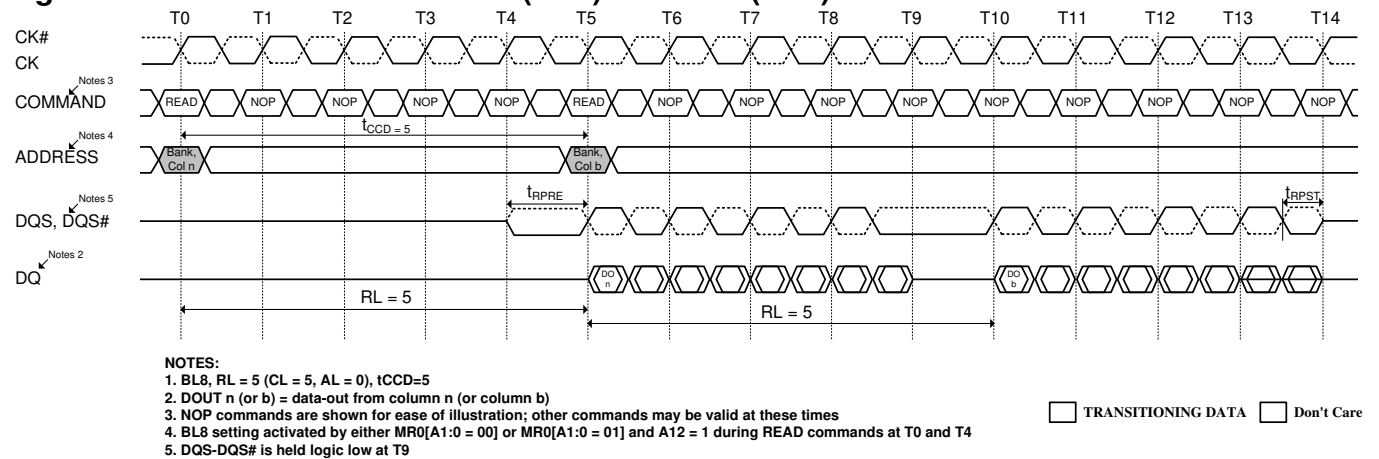 T0 T1 T2 T3 T4 T5 T6 T7 T8 T9 T10 T11 T12 T13 T14
CK#
CK
Notes 3
COMMAND READ NOP NOP NOP NOP READ NOP NOP NOP NOP NOP NOP NOP NOP NOP
tCCD = 5
Notes 4
ADDRESS
Bank, Col n
Bank, Col b
Notes 5
DQS, DQS#
tRPRE
tRPST
Notes 2
DQ
DO n
DO b
RL = 5
RL = 5
NOTES:
1. BL8, RL = 5 (CL = 5, AL = 0), tCCD=5
2. DOUT n (or b) = data-out from column n (or column b)
3. NOP commands are shown for ease of illustration; other commands may be valid at these times
4. BL8 setting activated by either MR0[A1:0 = 00] or MR0[A1:0 = 01] and A12 = 1 during READ commands at T0 and T4
5. DQS-DQS# is held logic low at T9
TRANSITIONING DATA Don't Care